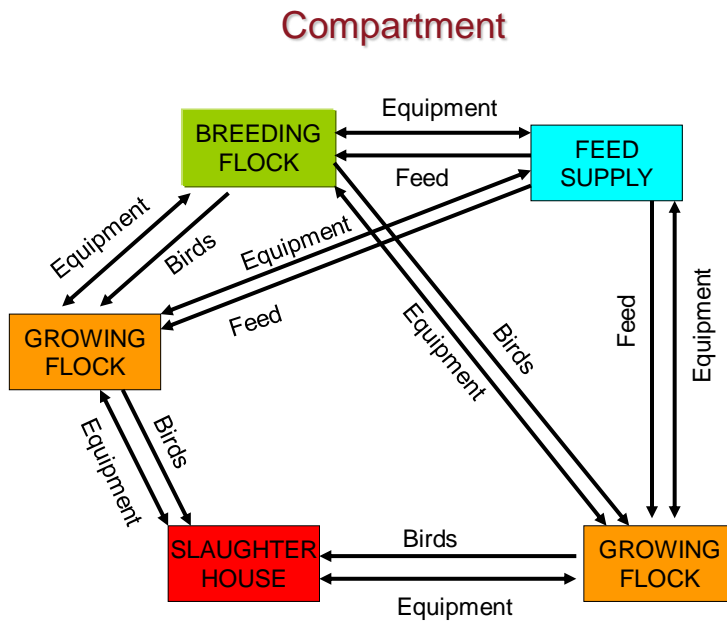 Compartment
Equipment
BREEDING
FLOCK
FEED
SUPPLY
Feed
Equipment
Birds
Equipment
Feed
GROWING
FLOCK
Equipment
Birds
Feed
Equipment
Equipment
Birds
SLAUGHTER
HOUSE
Birds
Equipment
GROWING
FLOCK